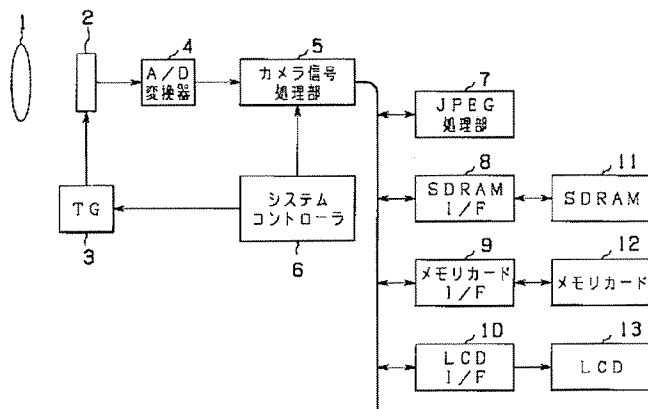 1
2
4
5
A/D
変換器
カメラ信号
処理部
7
JPEG
処理部
TG
3
システム
コントローラ
6
8
SDRAM
I/F
11
SDRAM
9
メモリカード
I/F
12
メモリカード
10
LCD
I/F
13
LCD